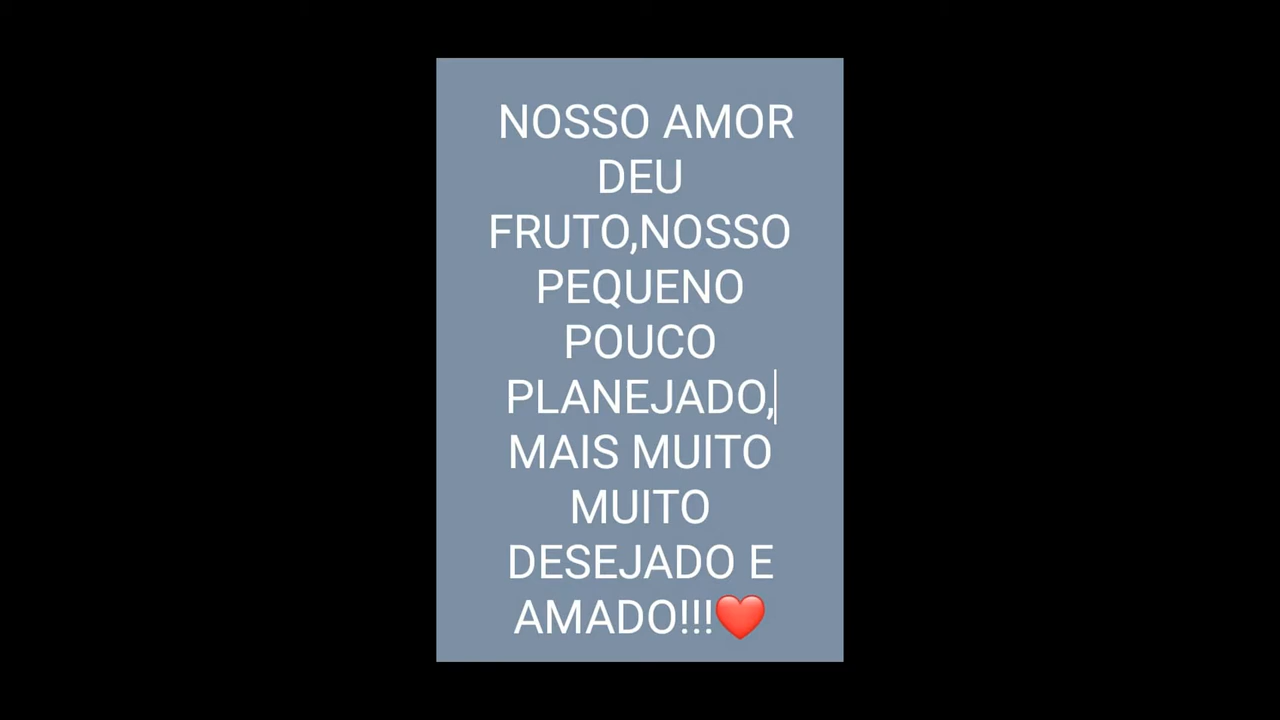 NOSSO AMOR
DEU
FRUTO,NOSSO
PEQUENO
POUCO
PLANEJADO,
MAIS MUITO
MUITO
DESEJADO E
AMADO!!!❤️